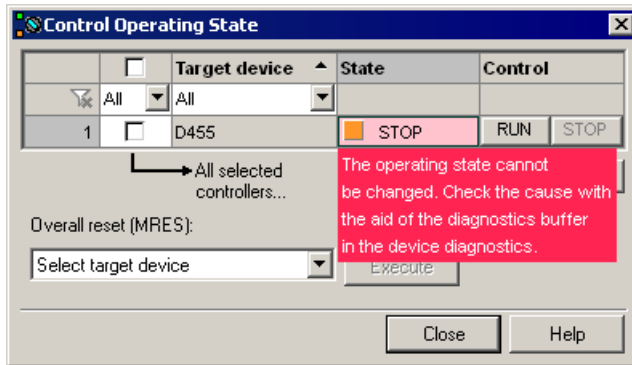 Control Operating State
Target device State Control
All All
1 D455 STOP RUN STOP
All selected
controllers...
The operating state cannot
be changed. Check the cause with
the aid of the diagnostics buffer
in the device diagnostics.
Overall reset (MRES):
Select target device
Execute
Close Help